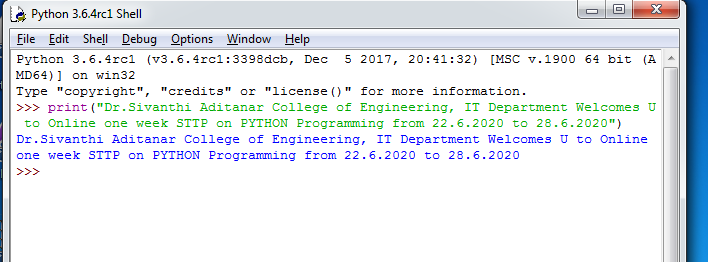 Python 3.6.4rc1 Shell
File Edit Shell Debug Options Window Help
Python 3.6.4rc1 (v3.6.4rc1:3398dcb, Dec  5 2017, 20:41:32) [MSC v.1900 64 bit (A
MD64)] on win32
Type "copyright", "credits" or "license()" for more information.
>>> print("Dr.Sivanthi Aditanar College of Engineering, IT Department Welcomes U
 to Online one week STTP on PYTHON Programming from 22.6.2020 to 28.6.2020")
Dr.Sivanthi Aditanar College of Engineering, IT Department Welcomes U to Online
one week STTP on PYTHON Programming from 22.6.2020 to 28.6.2020
>>>